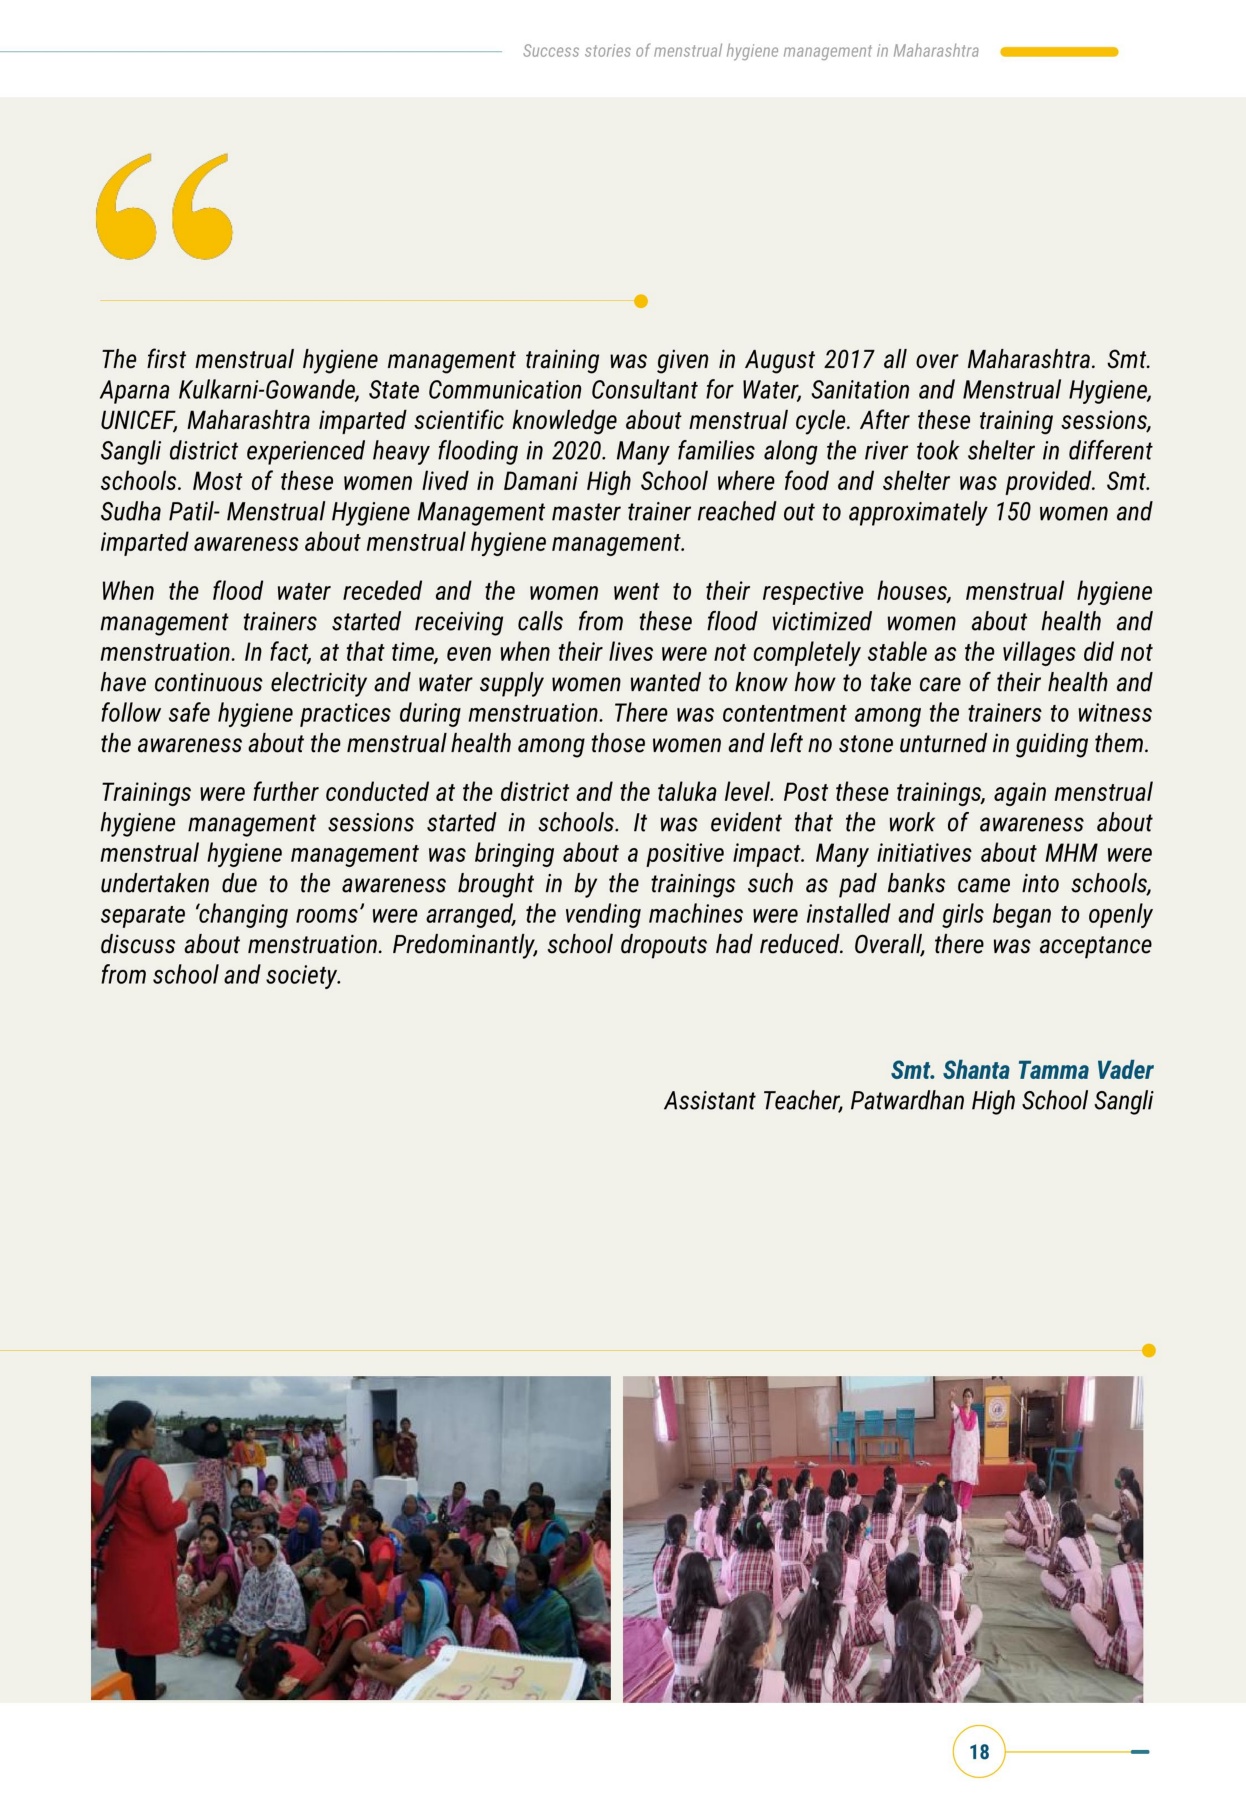 Success stories of menstrual hygiene management in Maharashtra
“
The first menstrual hygiene management training was given in August 2017 all over Maharashtra. Smt.
Aparna Kulkarni-Gowande, State Communication Consultant for Water, Sanitation and Menstrual Hygiene,
UNICEF, Maharashtra imparted scientific knowledge about menstrual cycle. After these training sessions,
Sangli district experienced heavy flooding in 2020. Many families along the river took shelter in different
schools. Most of these women lived in Damani High School where food and shelter was provided. Smt.
Sudha Patil- Menstrual Hygiene Management master trainer reached out to approximately 150 women and
imparted awareness about menstrual hygiene management.
When the flood water receded and the women went to their respective houses, menstrual hygiene
management trainers started receiving calls from these flood victimized women about health and
menstruation. In fact, at that time, even when their lives were not completely stable as the villages did not
have continuous electricity and water supply women wanted to know how to take care of their health and
follow safe hygiene practices during menstruation. There was contentment among the trainers to witness
the awareness about the menstrual health among those women and left no stone unturned in guiding them.
Trainings were further conducted at the district and the taluka level. Post these trainings, again menstrual
hygiene management sessions started in schools. It was evident that the work of awareness about
menstrual hygiene management was bringing about a positive impact. Many initiatives about MHM were
undertaken due to the awareness brought in by the trainings such as pad banks came into schools,
separate ‘changing rooms’ were arranged, the vending machines were installed and girls began to openly
discuss about menstruation. Predominantly, school dropouts had reduced. Overall, there was acceptance
from school and society.
Smt. Shanta Tamma Vader
Assistant Teacher, Patwardhan High School Sangli
18